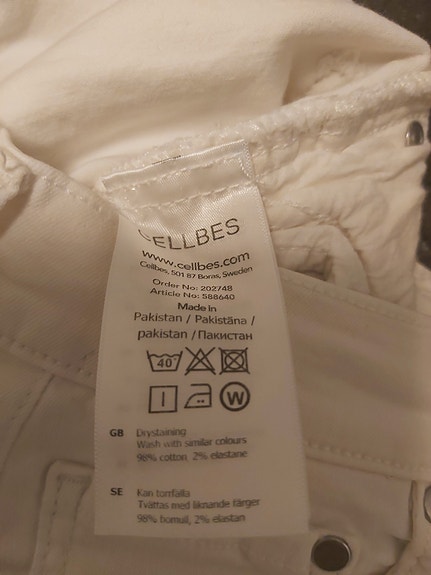 CELLBES
www.cellbes.com
Cellbes, 501 87 Boras, Sweden
Order No: 202748
Article No: 588640
Made in
Pakistan / Pakistāna /
pakistan / Пакистан
40°
W
GB Drystaining
Wash with similar colours
98% cotton, 2% elastane
SE Kan torrfälla
Tvättas med liknande färger
98% bomull, 2% elastan